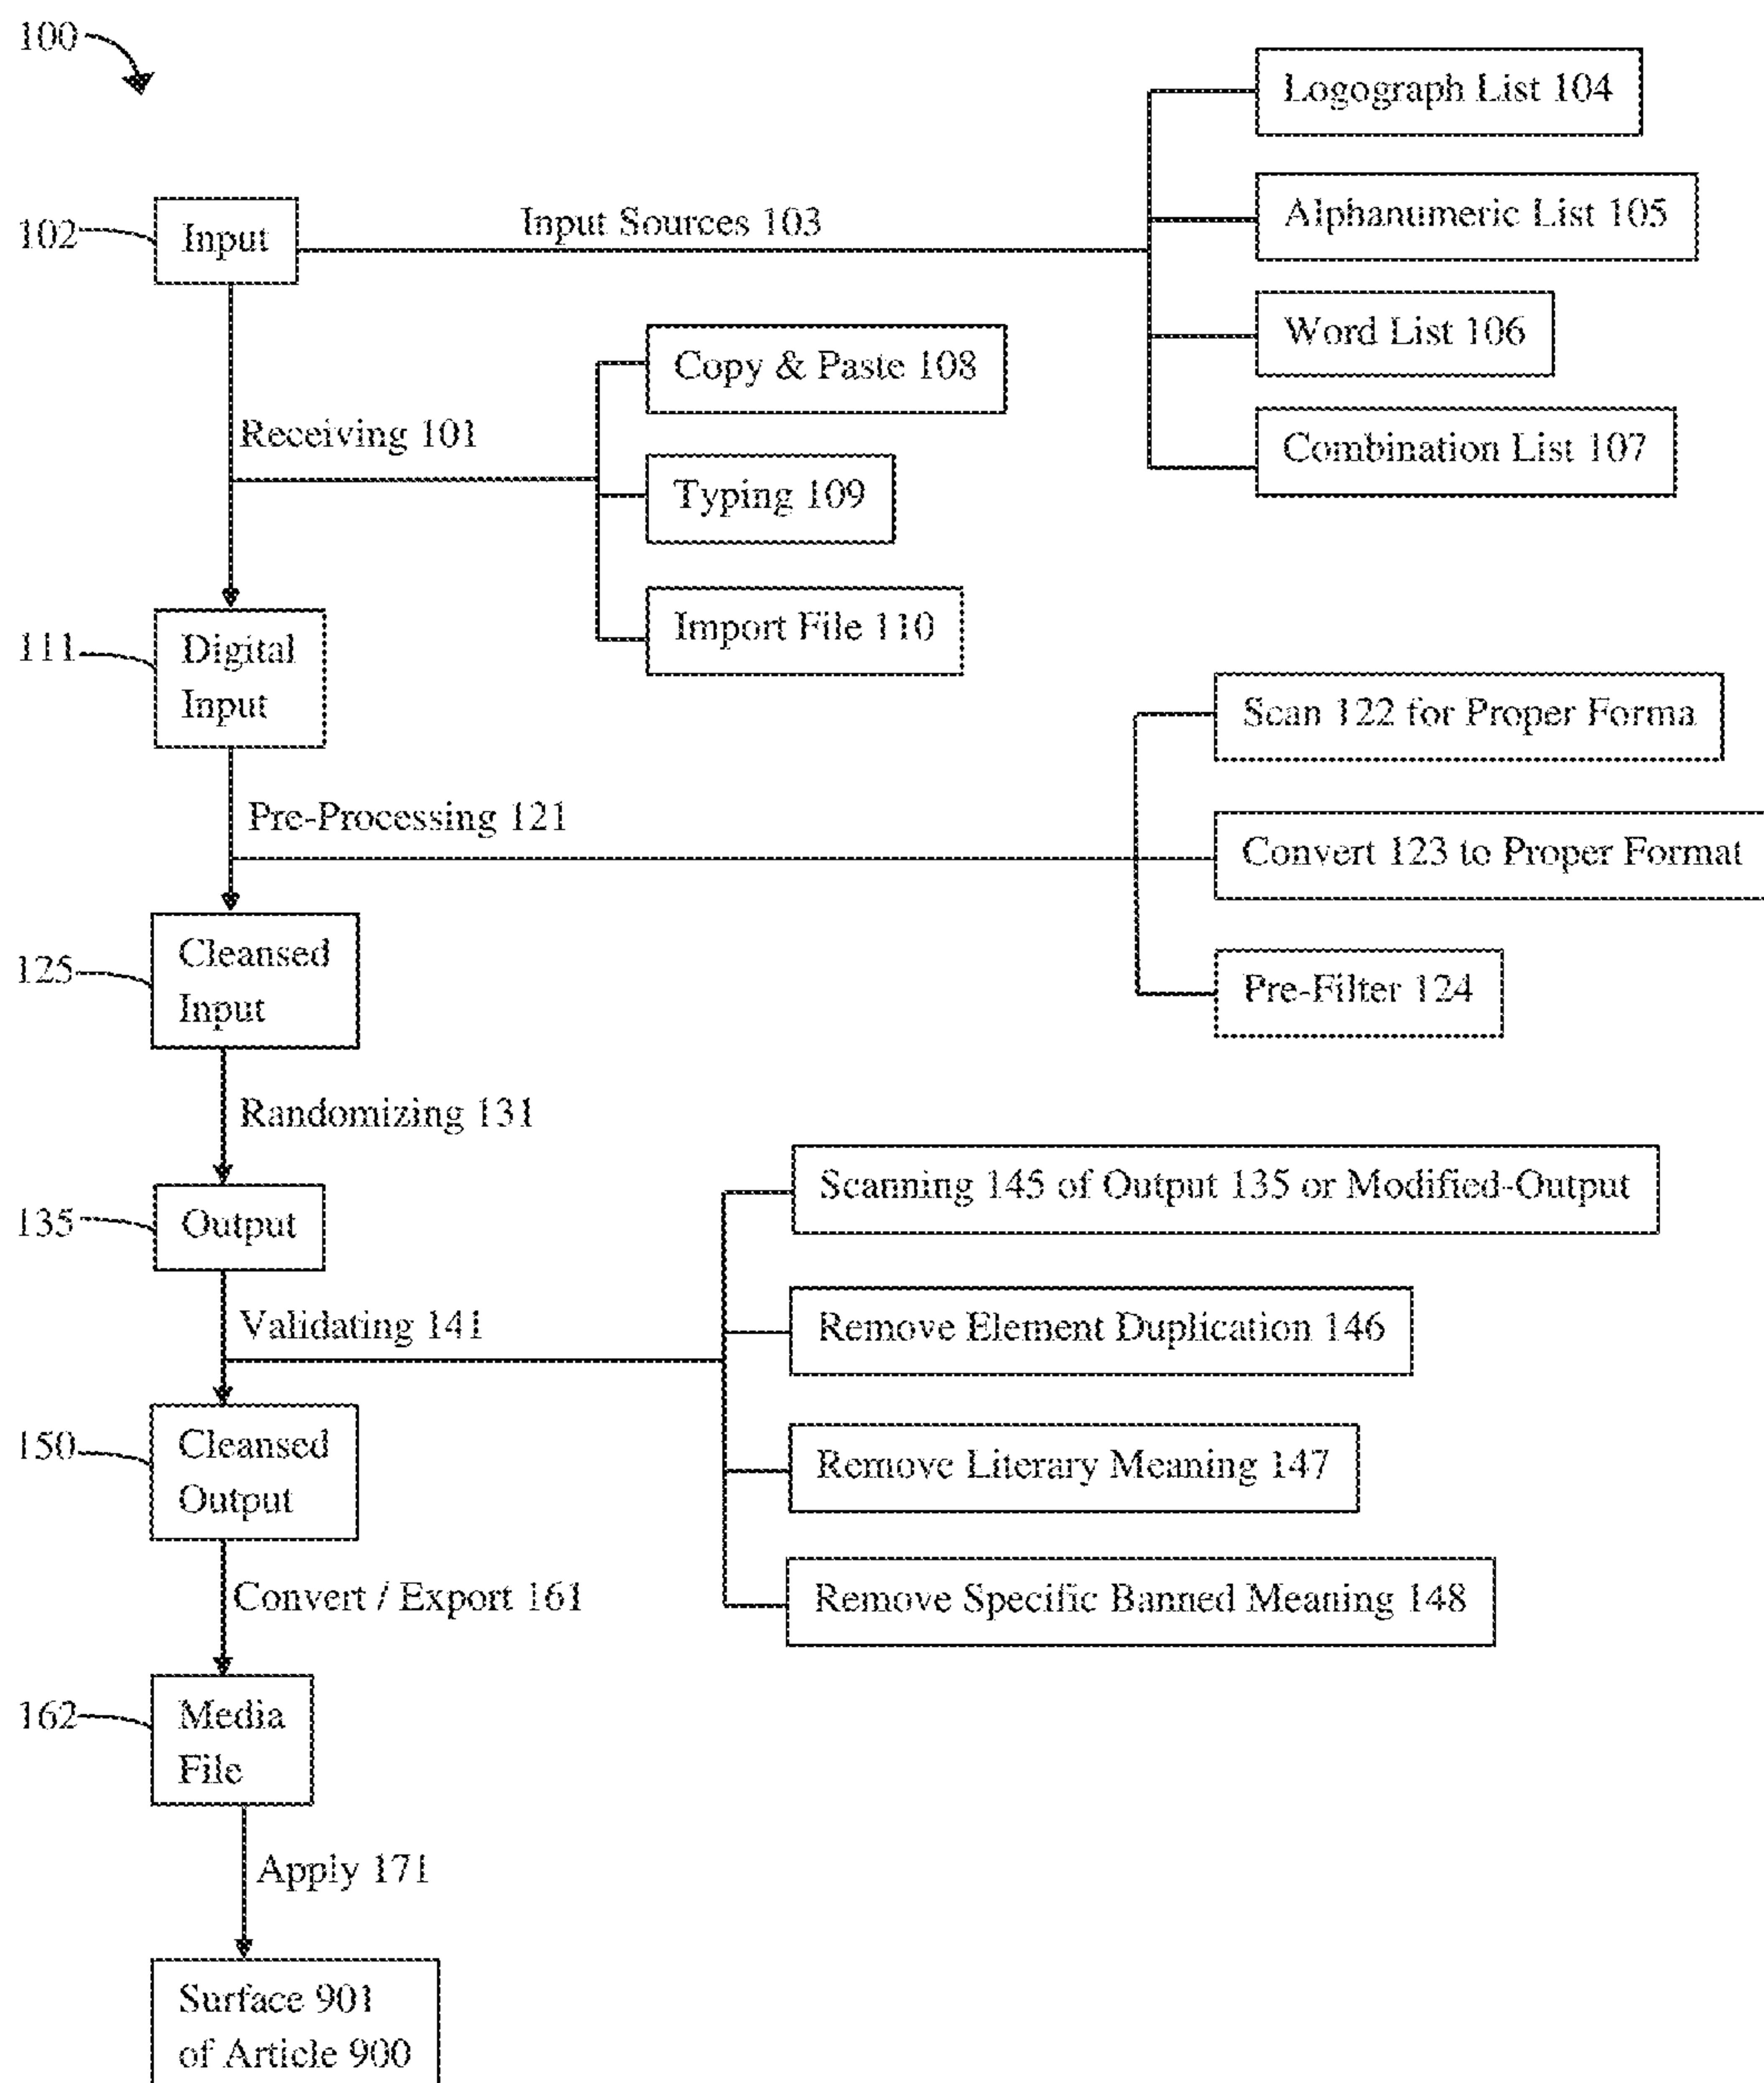 100
Logograph List 104
102
Input
Input Sources 103
Alphanumeric List 105
Word List 106
Combination List 107
Receiving 101
Copy & Paste 108
Typing 109
Import File 110
111
Digital
Input
Pre-Processing 121
Scan 122 for Proper Forma
Convert 123 to Proper Format
Pre-Filter 124
125
Cleansed
Input
Randomizing 131
135
Output
Validating 141
Scanning 145 of Output 135 or Modified-Output
Remove Element Duplication 146
Remove Literary Meaning 147
Remove Specific Banned Meaning 148
150
Cleansed
Output
Convert / Export 161
162
Media
File
Apply 171
Surface 901
of Article 900